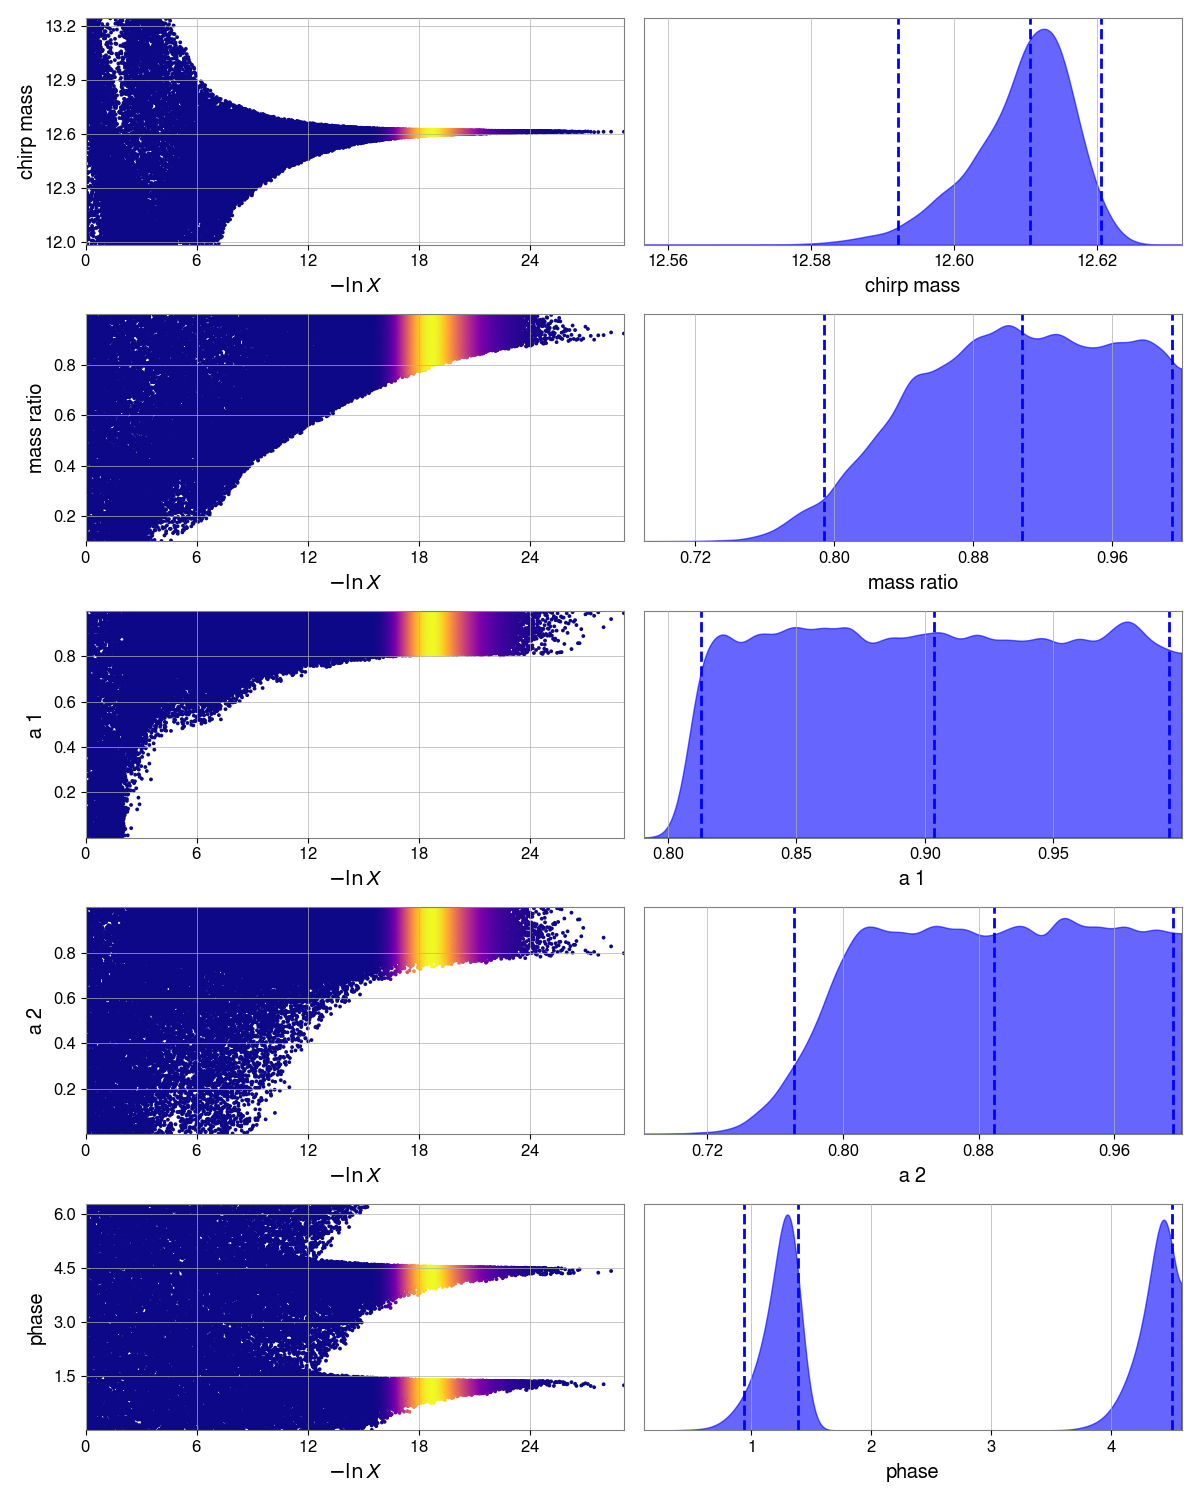 13.2
12.9
12.6
12.3
12.0
chirp mass
0 6 12 18 24
−ln X
12.56 12.58 12.60 12.62
chirp mass
0.8
0.6
0.4
0.2
mass ratio
0 6 12 18 24
−ln X
0.72 0.80 0.88 0.96
mass ratio
0.8
0.6
0.4
0.2
a 1
0 6 12 18 24
−ln X
0.80 0.85 0.90 0.95
a 1
0.8
0.6
0.4
0.2
a 2
0 6 12 18 24
−ln X
0.72 0.80 0.88 0.96
a 2
6.0
4.5
3.0
1.5
phase
0 6 12 18 24
−ln X
1 2 3 4
phase